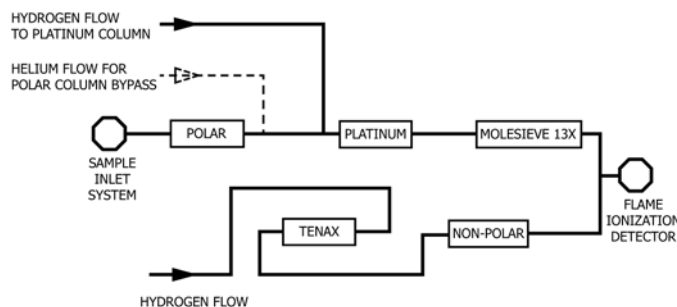 HYDROGEN FLOW
TO PLATINUM COLUMN
HELIUM FLOW FOR
POLAR COLUMN BYPASS
POLAR
PLATINUM
MOLESIEVE 13X
SAMPLE
INLET
SYSTEM
FLAME
IONIZATION
DETECTOR
TENAX
NON-POLAR
HYDROGEN FLOW